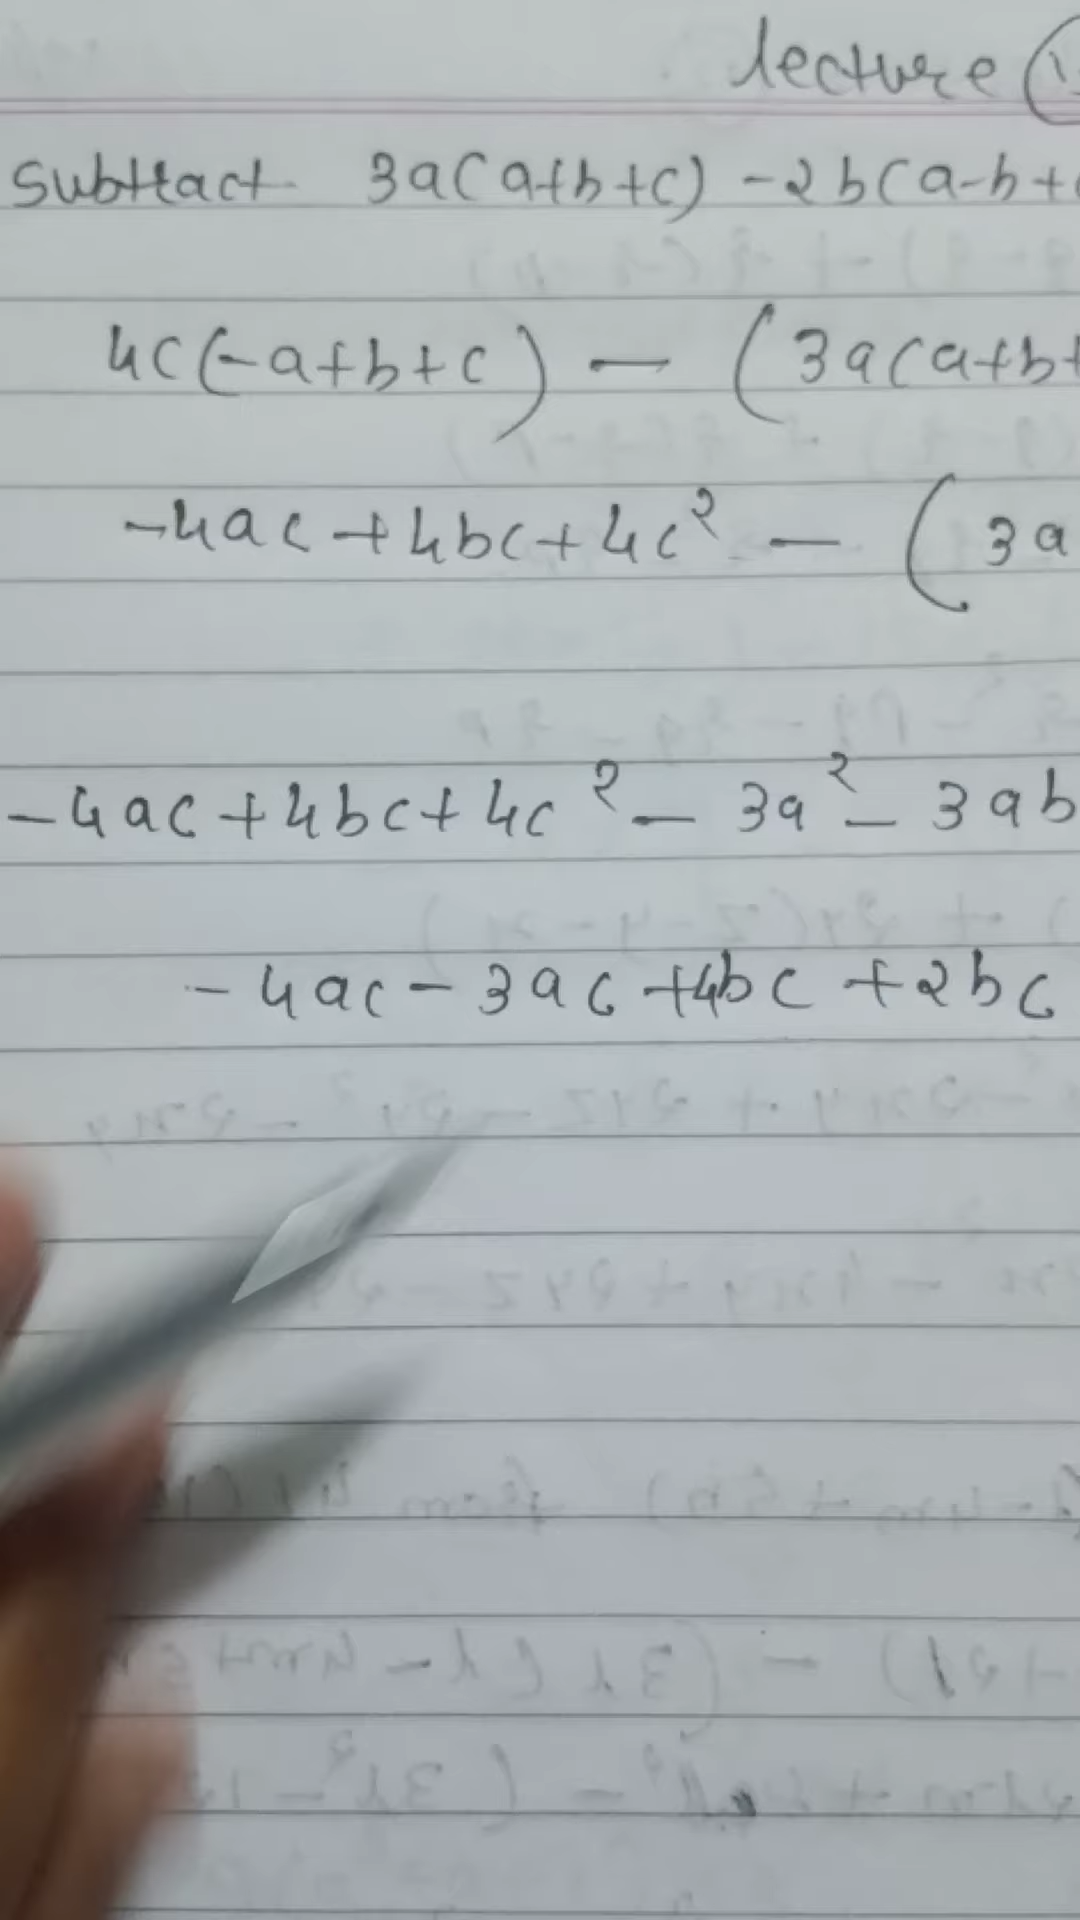 lecture
subtract 3a(a+b+c) -2b(a-b+
4c(-a+b+c) - (3a(a+b+
-4ac+4bc+4c² - (3a
-4ac+4bc+4c² - 3a² - 3ab
-4ac-3ac+4bc+2bc